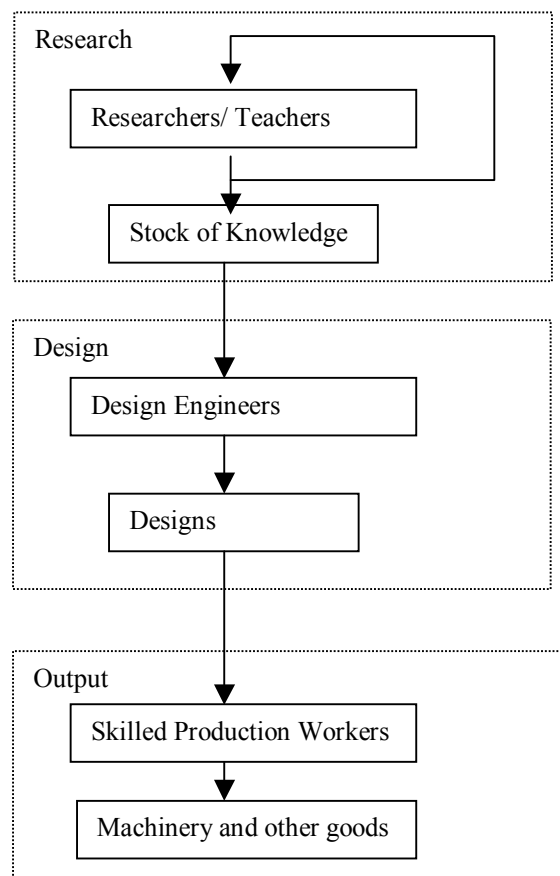 Research
Researchers/ Teachers
Stock of Knowledge
Design
Design Engineers
Designs
Output
Skilled Production Workers
Machinery and other goods